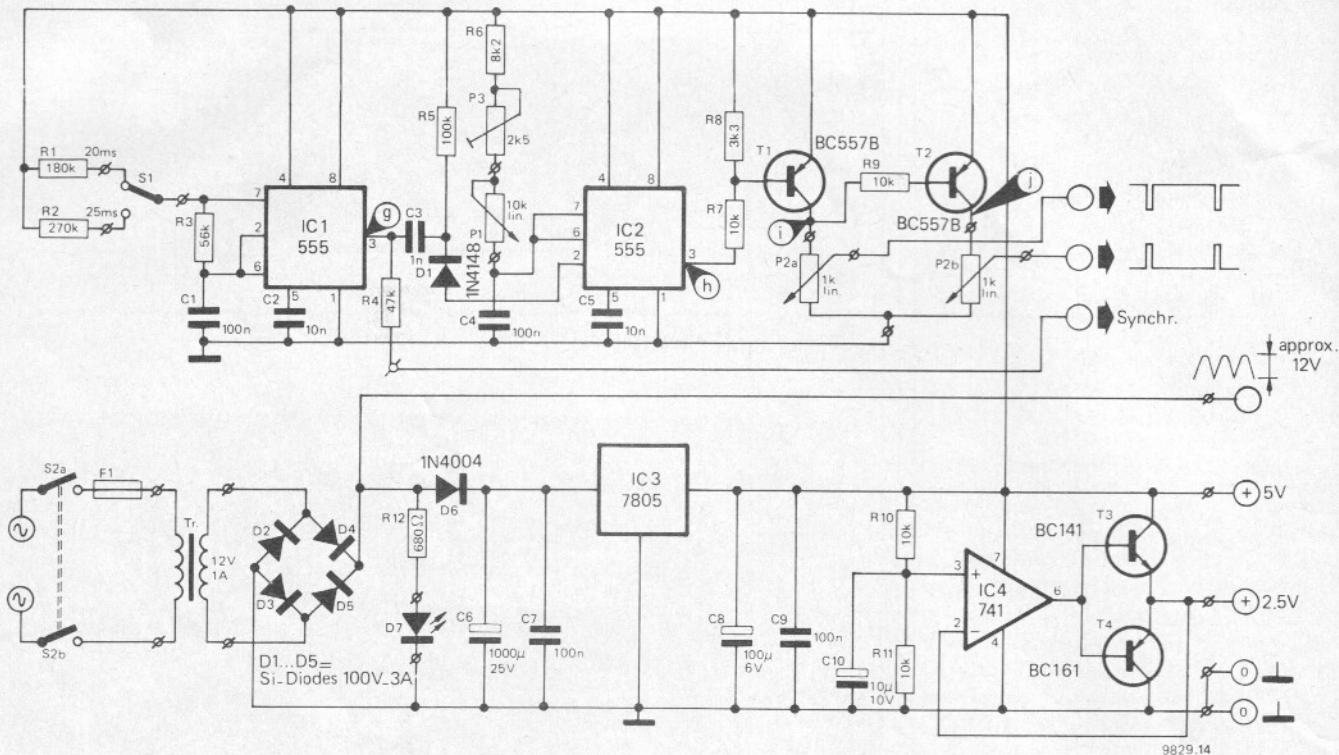 R6
8k2
P3
2k5
R5
100k
R8
3k3
BC557B
T1
R9
10k
T2
j
R1
180k
20ms
S1
R2
270k
25ms
R3
56k
4
8
7
2
6
5
1
3
IC1
555
g
C3
1n
10k
lin.
P1
D1
1N4148
4
8
7
6
2
5
1
3
IC2
555
R7
10k
i
BC557B
P2a
1k
lin.
P2b
1k
lin.
h
C1
100n
C2
10n
R4
47k
C4
100n
C5
10n
Synchr.
approx.
12V
S2a
F1
Tr.
12V
1A
D2
D4
D3
D5
1N4004
D6
R12
680Ω
IC3
7805
+ 5V
R10
10k
BC141
T3
3
+
7
IC4
741
6
2
−
4
+ 2.5V
D7
C6
1000µ
25V
C7
100n
C8
100µ
6V
C9
100n
C10
10µ
10V
R11
10k
T4
BC161
S2b
D1...D5=
Si-Diodes 100V-3A
0
0
9829.14